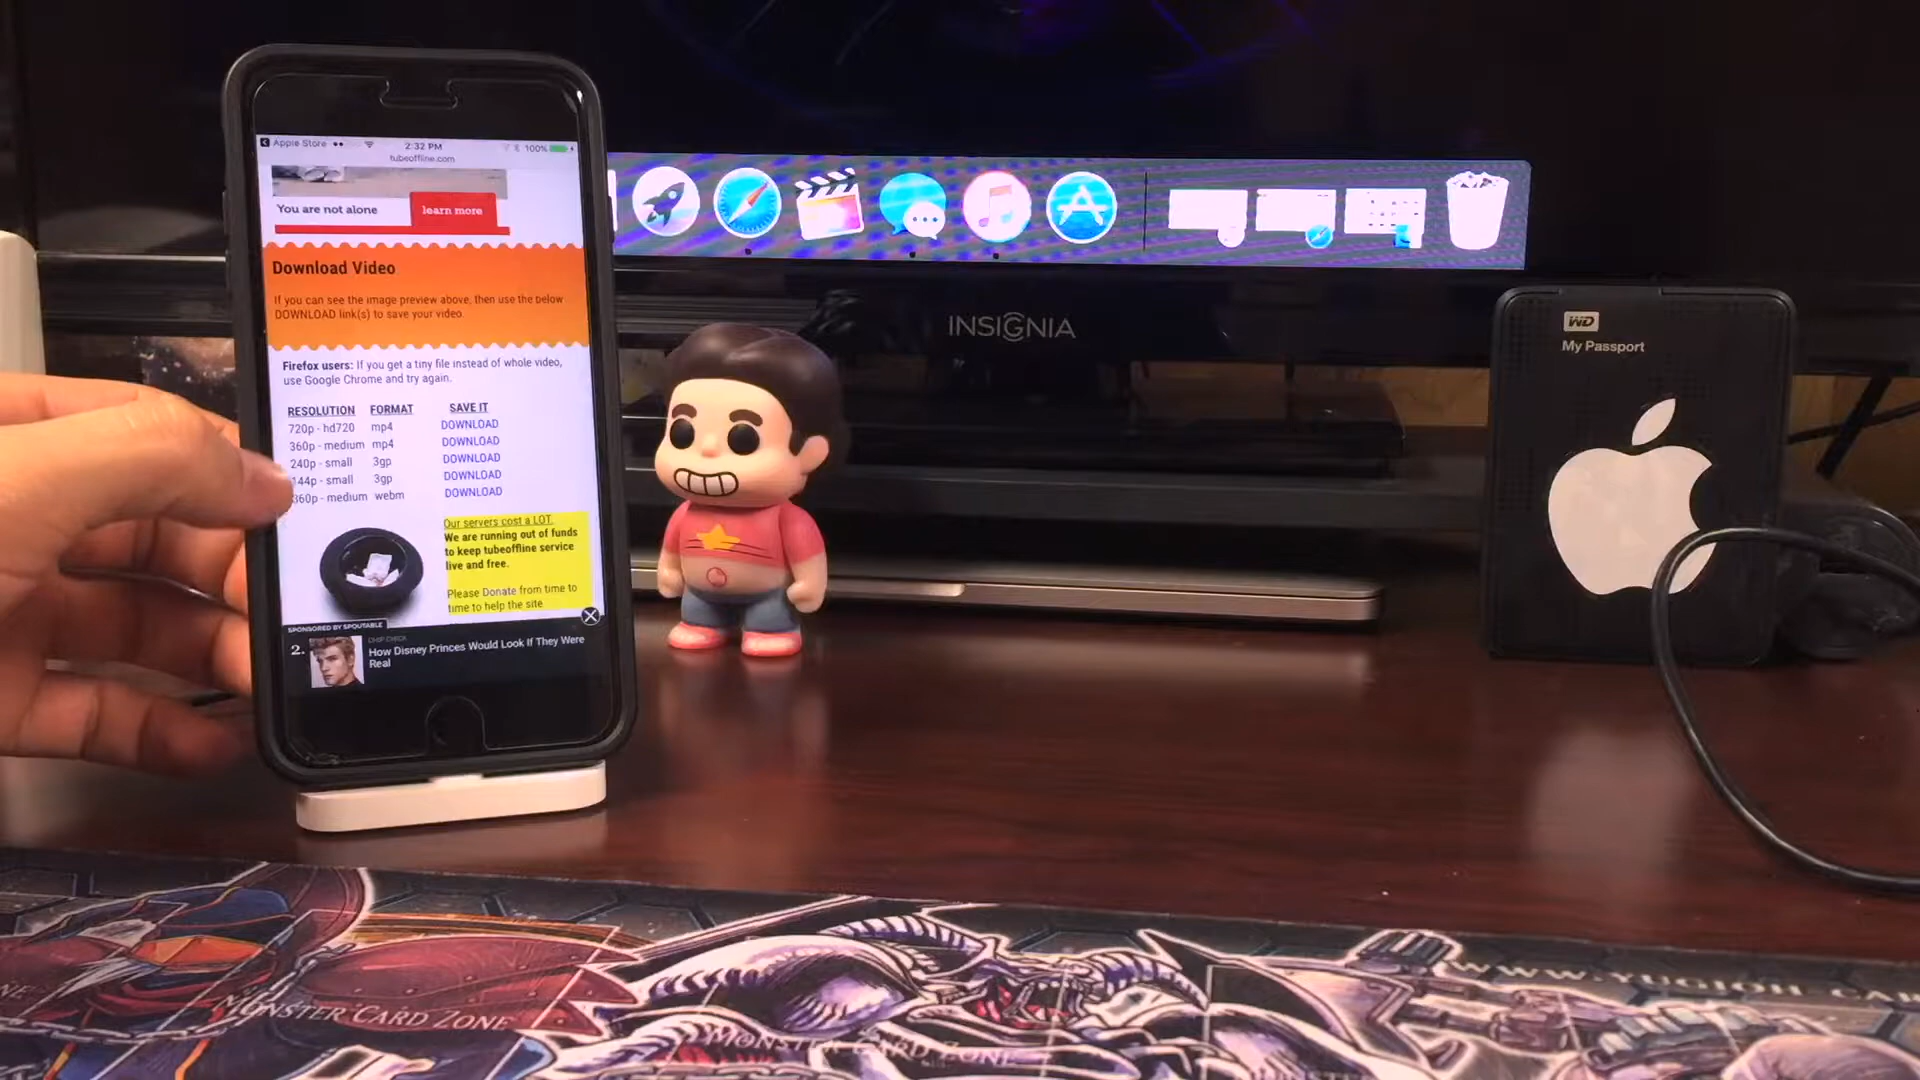 Apple Store
2:32 PM
100%
tubeoffline.com
You are not alone
learn more
Download Video
If you can see the image preview above, then use the below
DOWNLOAD link(s) to save your video.
Firefox users: If you get a tiny file instead of whole video,
use Google Chrome and try again.
RESOLUTION FORMAT SAVE IT
720p - hd720 mp4 DOWNLOAD
360p - medium mp4 DOWNLOAD
240p - small 3gp DOWNLOAD
144p - small 3gp DOWNLOAD
360p - medium webm DOWNLOAD
Our servers cost a LOT.
We are running out of funds
to keep tubeoffline service
live and free.
Please Donate from time to
time to help the site
SPONSORED BY SPOUTABLE
2.
CHIP CHICK
How Disney Princes Would Look If They Were
Real
INSIGNIA
WD
My Passport
MONSTER CARD ZONE
MONSTER CARD ZONE
WWW.YUGIOH-CAR